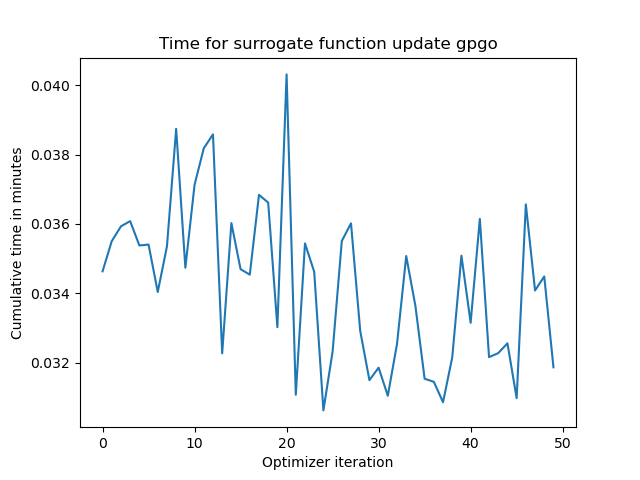 Time for surrogate function update gpgo
Cumulative time in minutes
0.040
0.038
0.036
0.034
0.032
0 10 20 30 40 50
Optimizer iteration